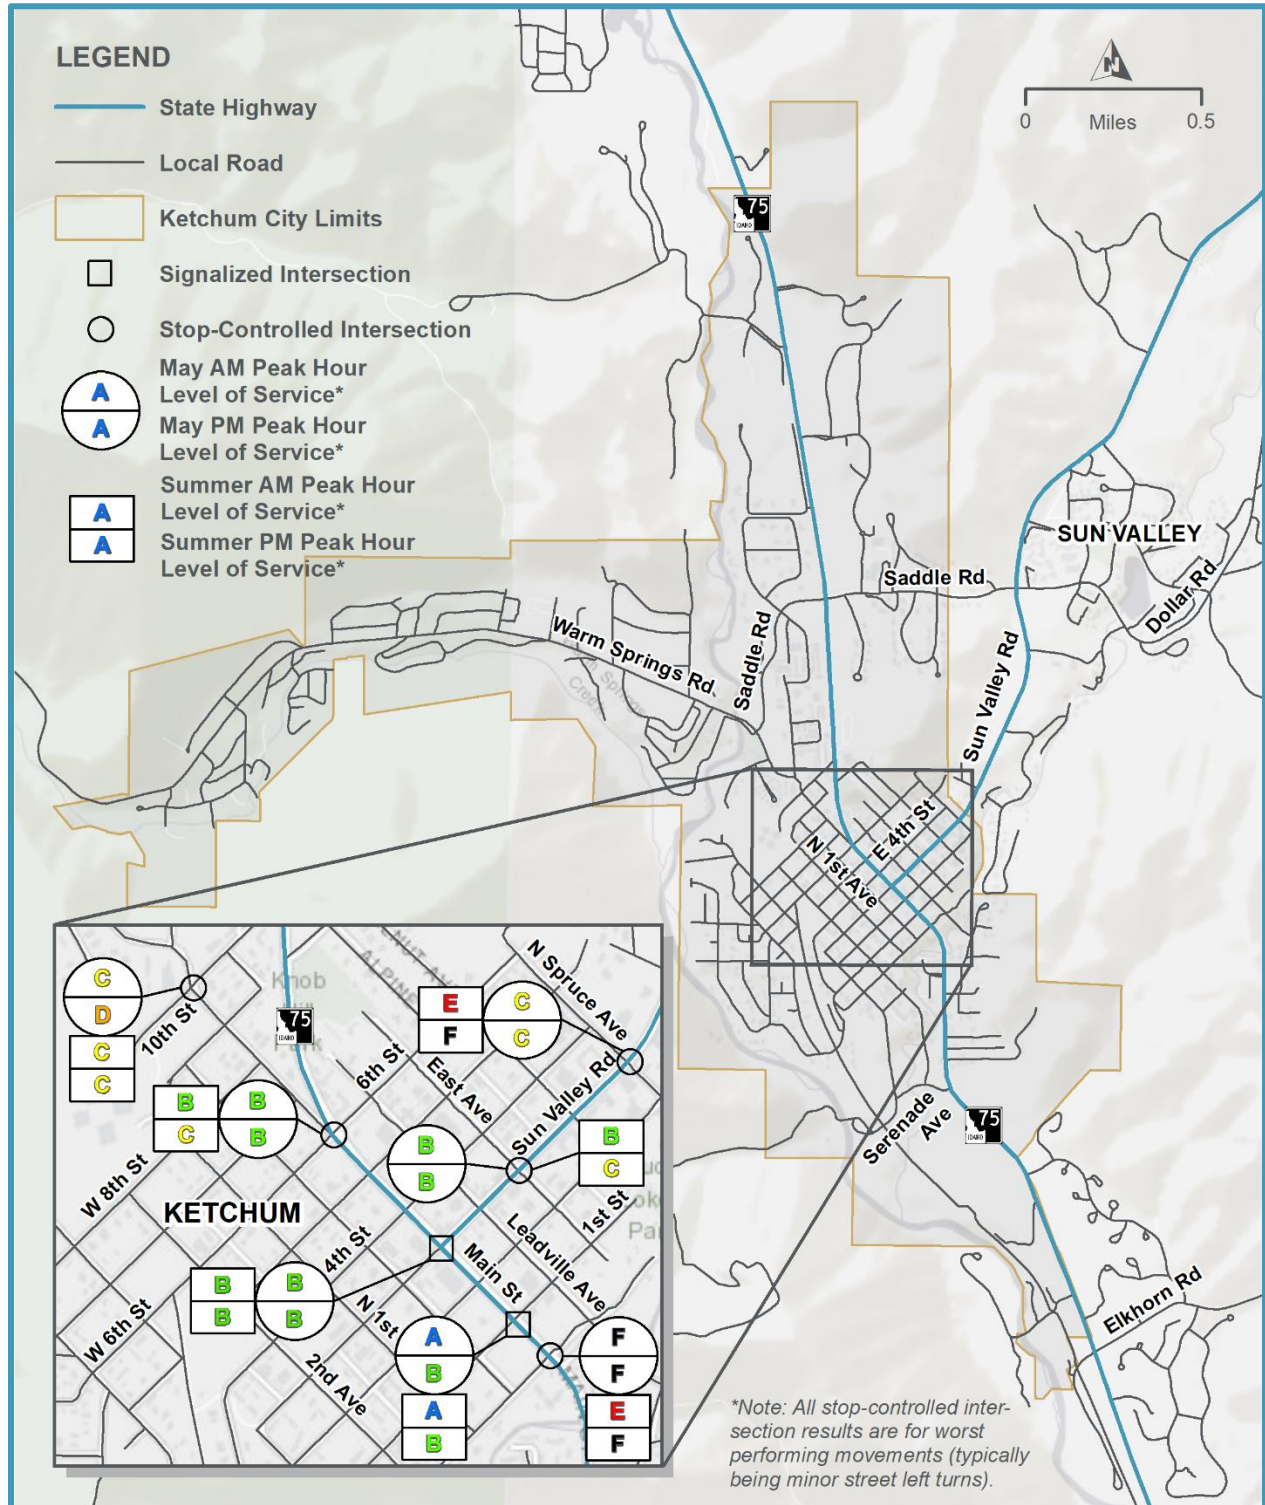 LEGEND
State Highway
Local Road
Ketchum City Limits
Signalized Intersection
Stop-Controlled Intersection
A
A
May AM Peak Hour
Level of Service*
May PM Peak Hour
Level of Service*
A
A
Summer AM Peak Hour
Level of Service*
Summer PM Peak Hour
Level of Service*
N
0 Miles 0.5
75
IDAHO
SUN VALLEY
Saddle Rd
Dollar Rd
Warm Springs Rd
Saddle Rd
Sun Valley Rd
E 4th St
N 1st Ave
Serenade
Ave
75
IDAHO
Elkhorn Rd
C
D
C
C
10th St
Knob
75
IDAHO
E
F
C
C
N Spruce Ave
6th St
East Ave
Sun Valley Rd
B
C
B
B
B
B
B
C
W 8th St
KETCHUM
1st St
4th St
Main St
Leadville Ave
B
B
B
B
N 1st
2nd Ave
W 6th St
A
B
A
B
F
F
E
F
*Note: All stop-controlled inter-
section results are for worst
performing movements (typically
being minor street left turns).